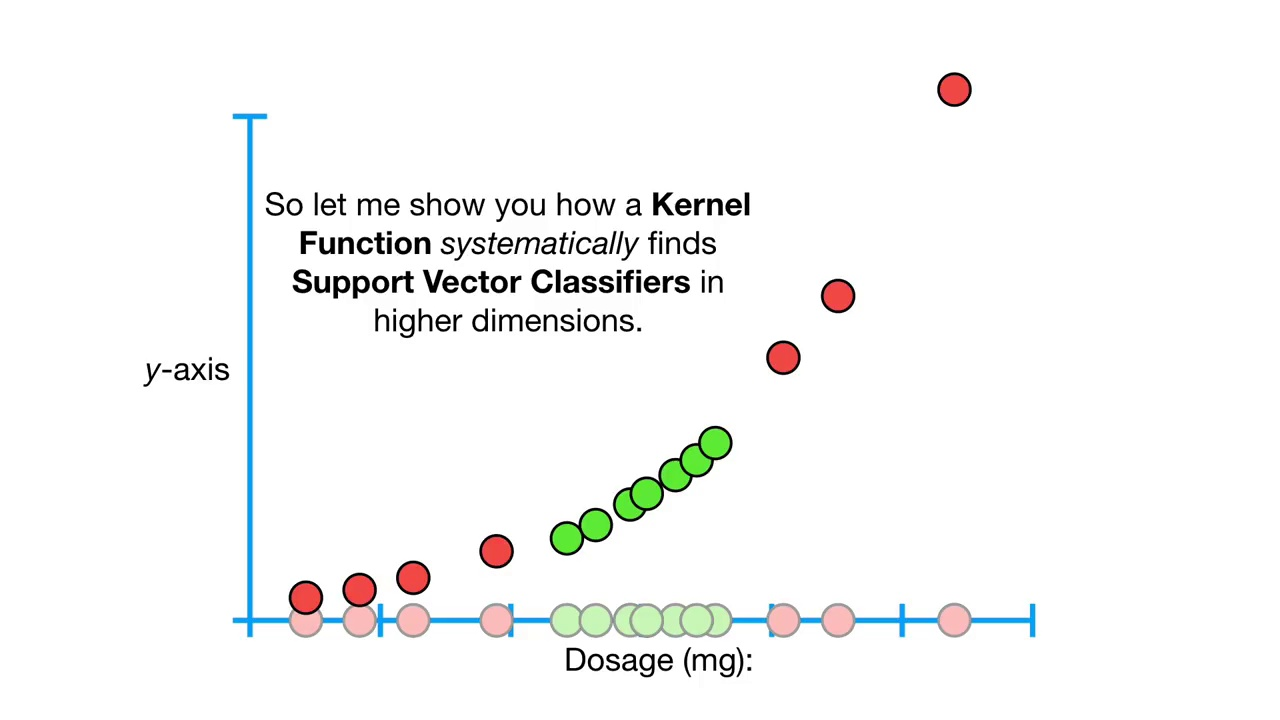 So let me show you how a Kernel
Function systematically finds
Support Vector Classifiers in
higher dimensions.
y-axis
Dosage (mg):